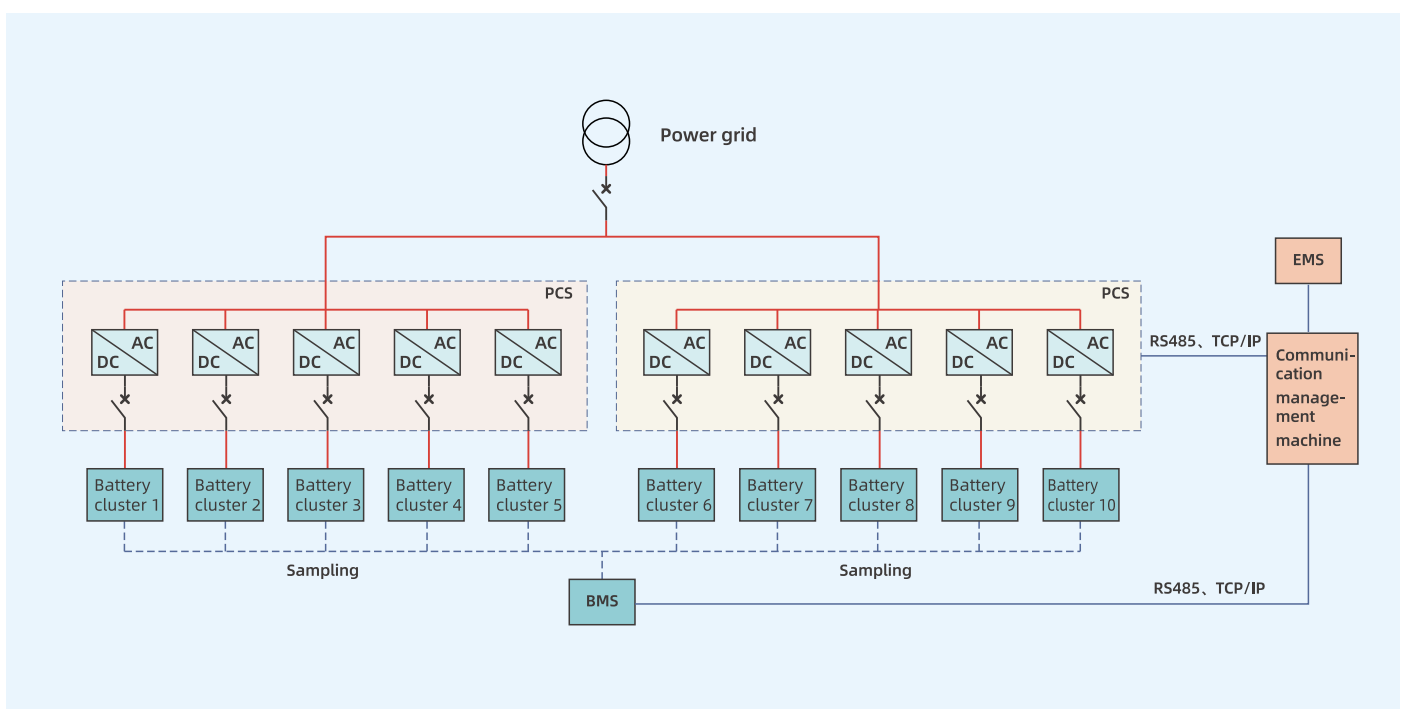 Power grid
EMS
PCS
PCS
AC
DC
AC
DC
AC
DC
AC
DC
AC
DC
AC
DC
AC
DC
AC
DC
AC
DC
AC
DC
RS485、TCP/IP
Communi-
cation
manage-
ment
machine
Battery
cluster 1
Battery
cluster 2
Battery
cluster 3
Battery
cluster 4
Battery
cluster 5
Battery
cluster 6
Battery
cluster 7
Battery
cluster 8
Battery
cluster 9
Battery
cluster 10
Sampling
Sampling
BMS
RS485、TCP/IP